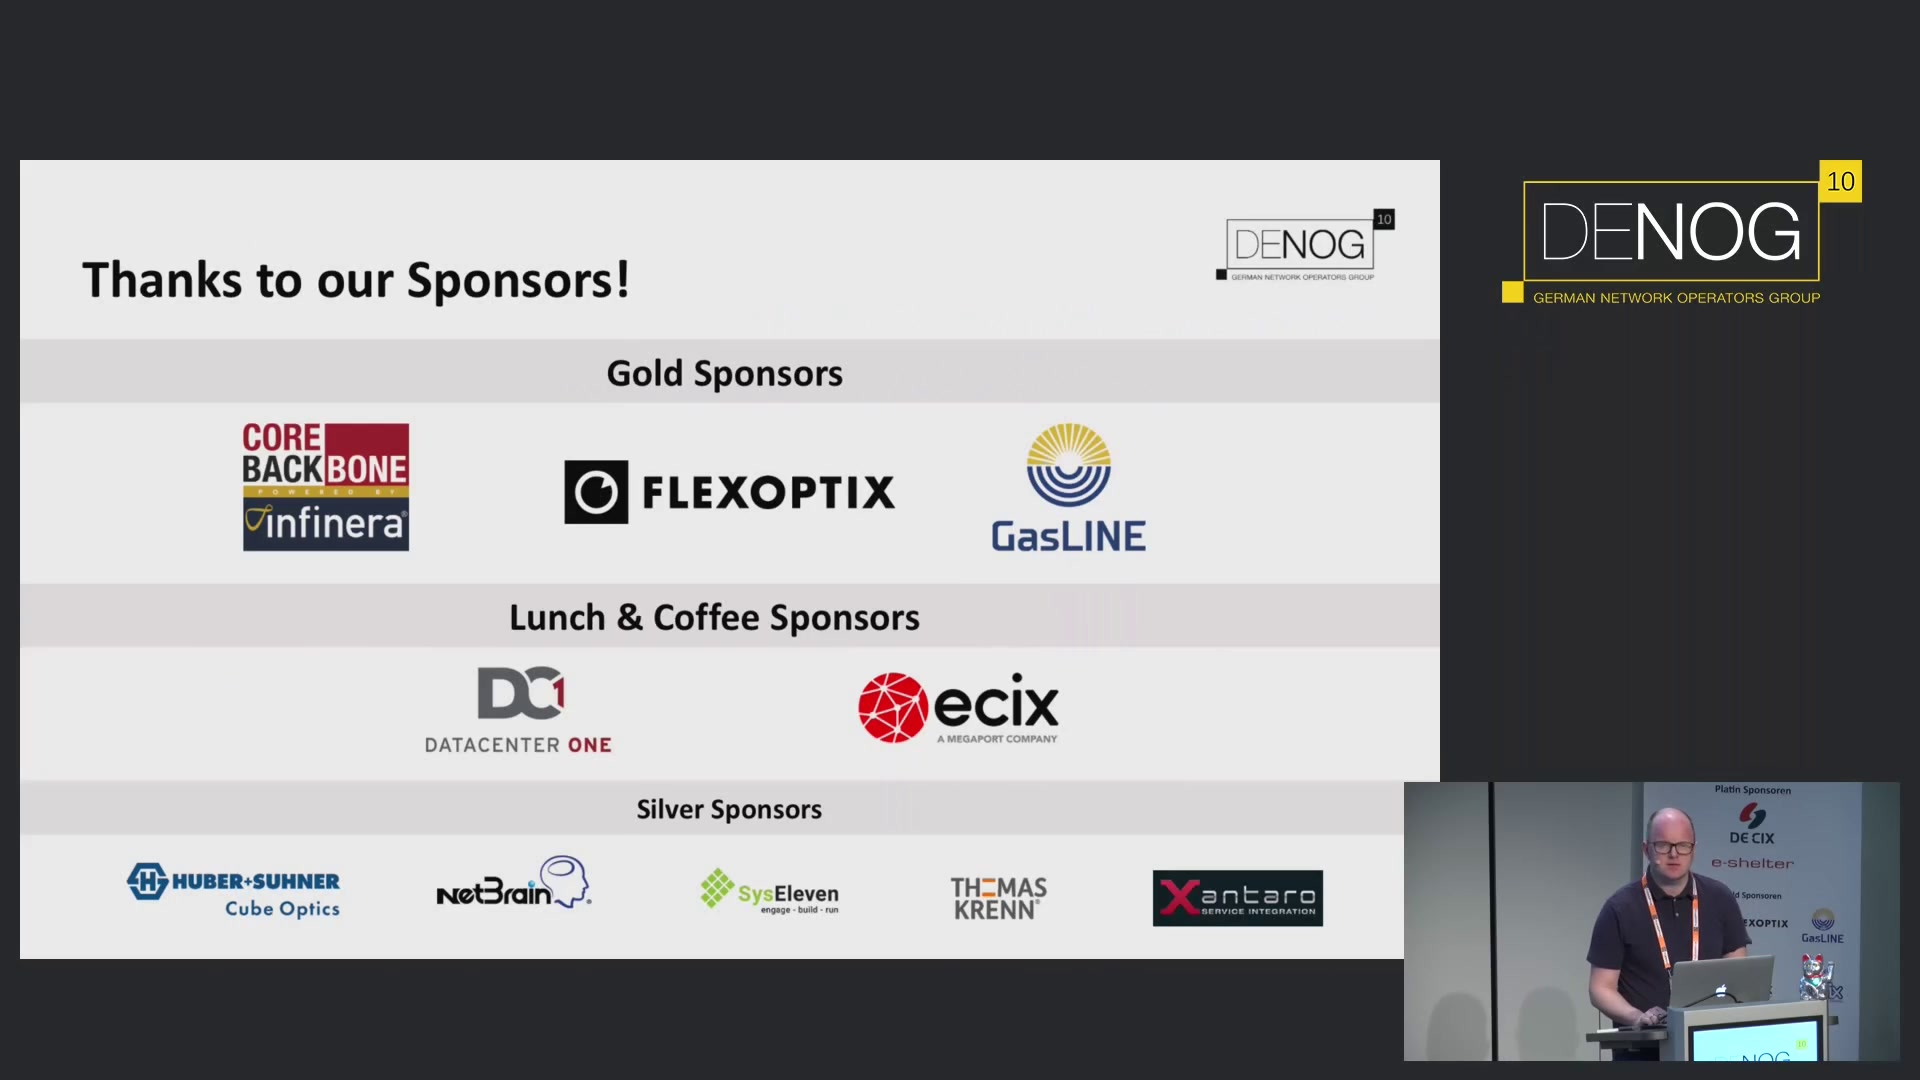 10
DENOG
GERMAN NETWORK OPERATORS GROUP
Thanks to our Sponsors!
10
DENOG
GERMAN NETWORK OPERATORS GROUP
Gold Sponsors
CORE
BACKBONE
POWERED BY
infinera®
FLEXOPTIX
GasLINE
Lunch & Coffee Sponsors
DC1
DATACENTER ONE
ecix
A MEGAPORT COMPANY
Silver Sponsors
HUBER+SUHNER
Cube Optics
netBrain®
SysEleven
engage - build - run
THOMAS
KRENN®
Xantaro
SERVICE INTEGRATION
Platin Sponsoren
DE CIX
e-shelter
Sponsoren
EXOPTIX
GasLINE
10
NOG